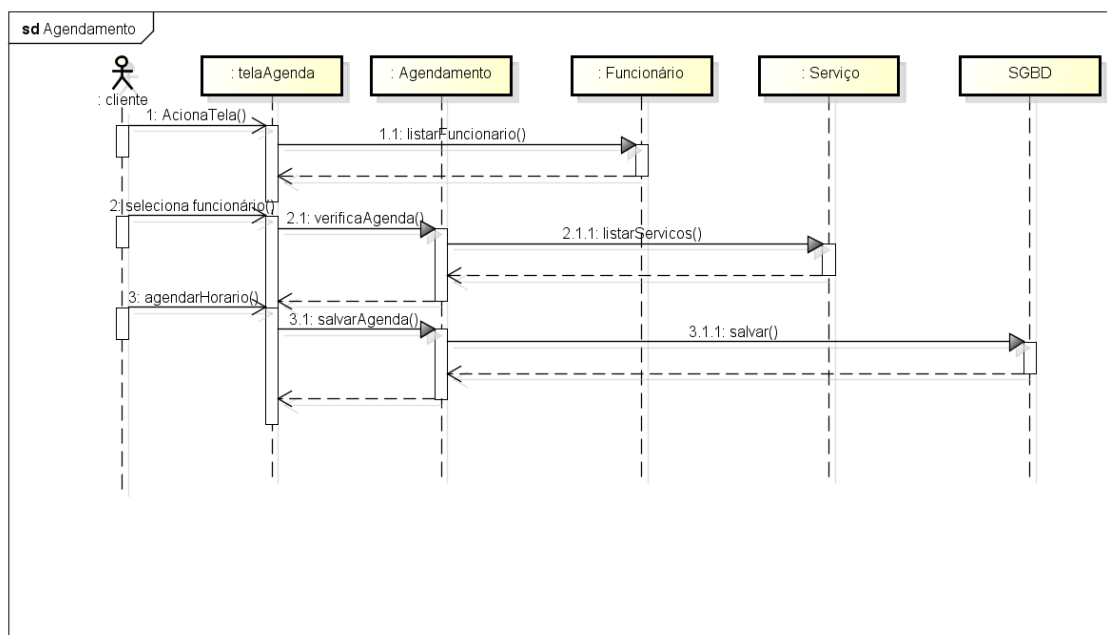 sd Agendamento
: cliente
: telaAgenda
: Agendamento
: Funcionário
: Serviço
SGBD
1: AcionaTela()
1.1: listarFuncionario()
2: seleciona funcionário()
2.1: verificaAgenda()
2.1.1: listarServicos()
3: agendarHorario()
3.1: salvarAgenda()
3.1.1: salvar()